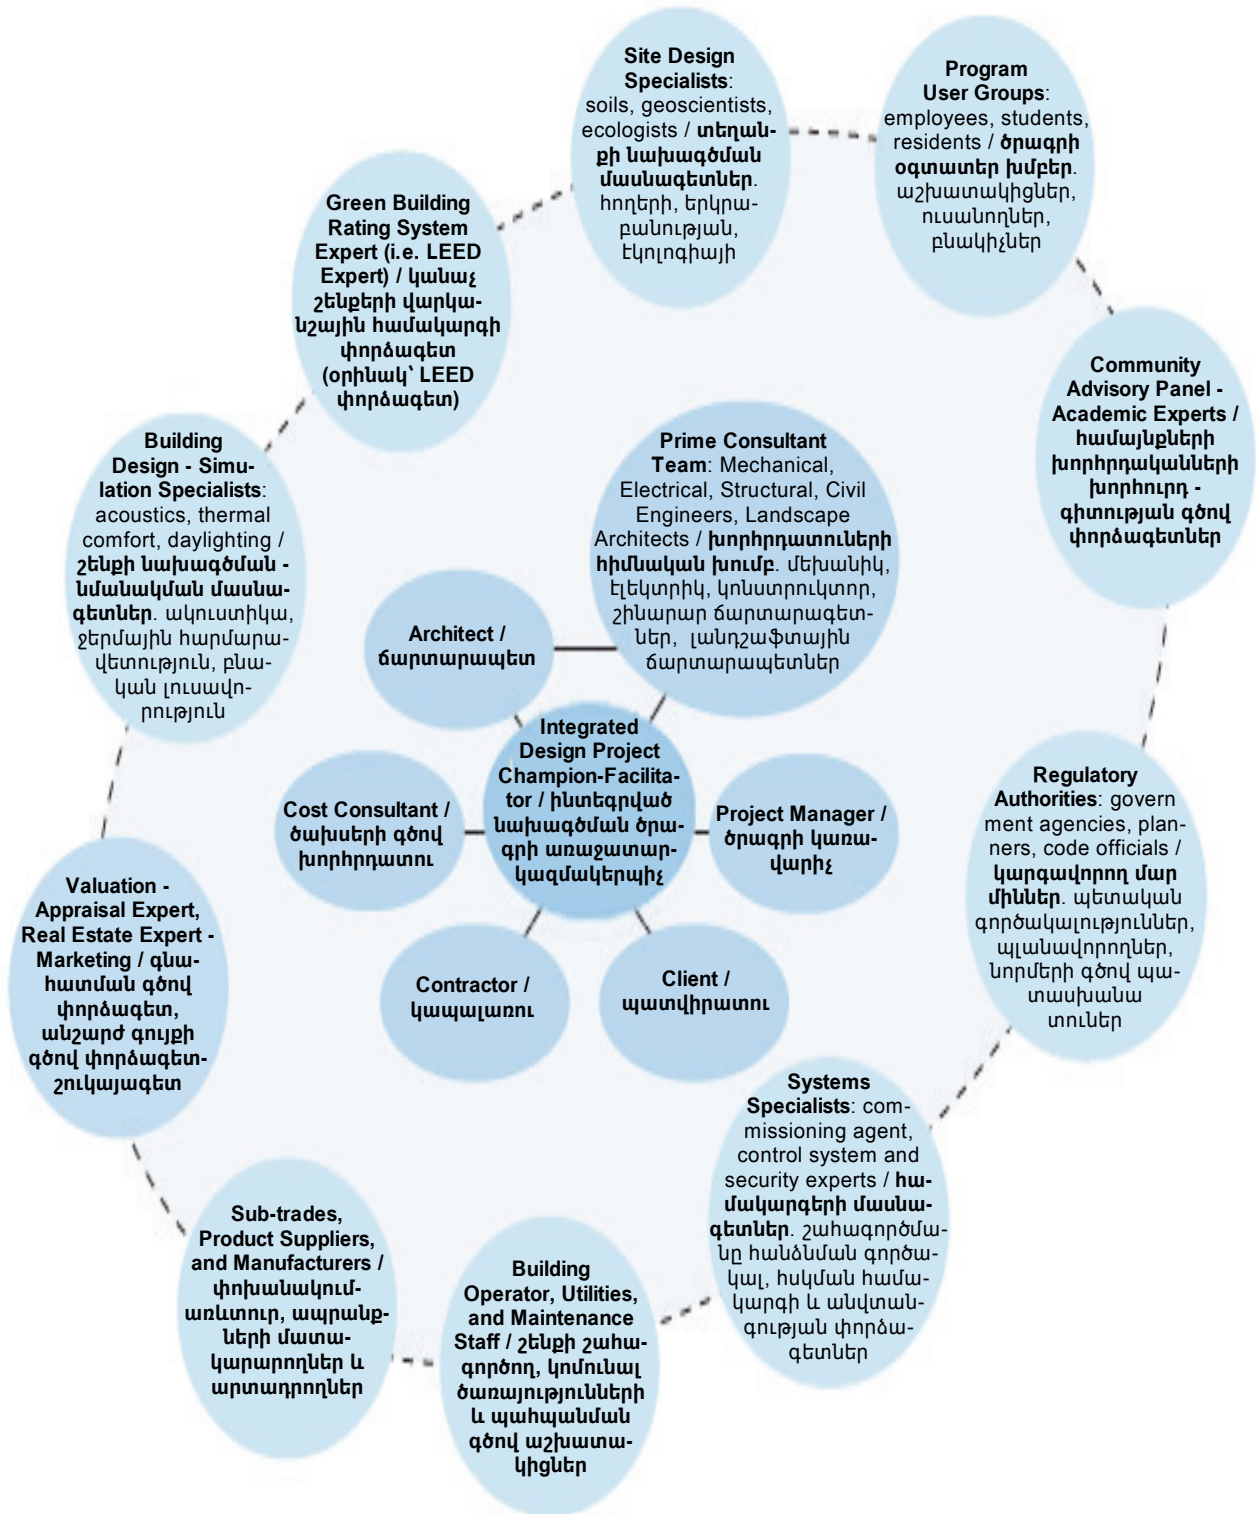 Site Design
Specialists:
soils, geoscientists,
ecologists / տեղան-
քի նախագծման
մասնագետներ.
հողերի, երկրա-
բանության,
էկոլոգիայի
Program
User Groups:
employees, students,
residents / ծրագրի
օգտատեր խմբեր.
աշխատակիցներ,
ուսանողներ,
բնակիչներ
Green Building
Rating System
Expert (i.e. LEED
Expert) / կանաչ
շենքերի վարկա-
նշային համակարգի
փորձագետ
(օրինակ՝ LEED
փորձագետ)
Community
Advisory Panel -
Academic Experts /
համայնքների
խորհրդականների
խորհուրդ -
գիտության գծով
փորձագետներ
Building
Design - Simu-
lation Specialists:
acoustics, thermal
comfort, daylighting /
շենքի նախագծման -
նմանակման մասնա-
գետներ. ակուստիկա,
ջերմային հարմարա-
վետություն, բնա-
կան լուսավո-
րություն
Prime Consultant
Team: Mechanical,
Electrical, Structural, Civil
Engineers, Landscape
Architects / խորհրդատուների
հիմնական խումբ. մեխանիկ,
էլեկտրիկ, կոնստրուկտոր,
շինարար ճարտարագետ-
ներ, լանդշաֆտային
ճարտարապետներ
Architect /
ճարտարապետ
Integrated
Design Project
Champion-Facilita-
tor / ինտեգրված
նախագծման ծրա-
գրի առաջատար-
կազմակերպիչ
Cost Consultant /
ծախսերի գծով
խորհրդատու
Project Manager /
ծրագրի կառա-
վարիչ
Contractor /
կապալառու
Client /
պատվիրատու
Regulatory
Authorities: govern
ment agencies, plan-
ners, code officials /
կարգավորող մար
միններ. պետական
գործակալություններ,
պլանավորողներ,
նորմերի գծով պա-
տասխանա
տուներ
Valuation -
Appraisal Expert,
Real Estate Expert -
Marketing / գնա-
հատման գծով
փորձագետ,
անշարժ գույքի
գծով փորձագետ-
շուկայագետ
Systems
Specialists: com-
missioning agent,
control system and
security experts / հա-
մակարգերի մասնա-
գետներ. շահագործմա-
նը հանձնման գործա-
կալ, հսկման համա-
կարգի և անվտան-
գության փորձա-
գետներ
Sub-trades,
Product Suppliers,
and Manufacturers /
փոխանակում-
առևտուր, ապրանք-
ների մատա-
կարարողներ և
արտադրողներ
Building
Operator, Utilities,
and Maintenance
Staff / շենքի շահա-
գործող, կոմունալ
ծառայությունների
և պահպանման
գծով աշխատա-
կիցներ